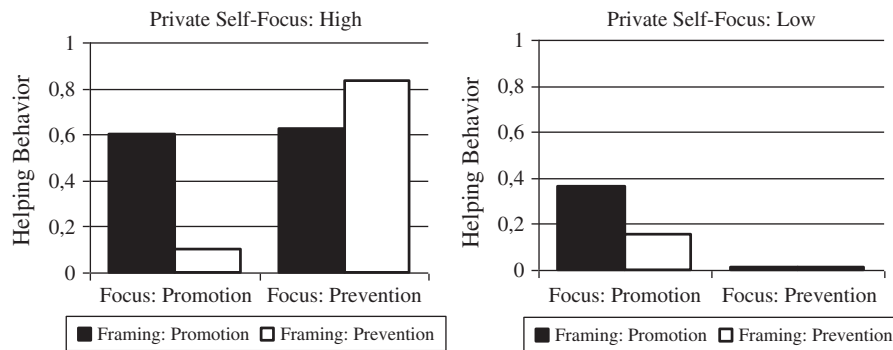 Private Self-Focus: High
Helping Behavior
1
0,8
0,6
0,4
0,2
0
Focus: Promotion Focus: Prevention
Framing: Promotion Framing: Prevention
Private Self-Focus: Low
Helping Behavior
1
0,8
0,6
0,4
0,2
0
Focus: Promotion Focus: Prevention
Framing: Promotion Framing: Prevention